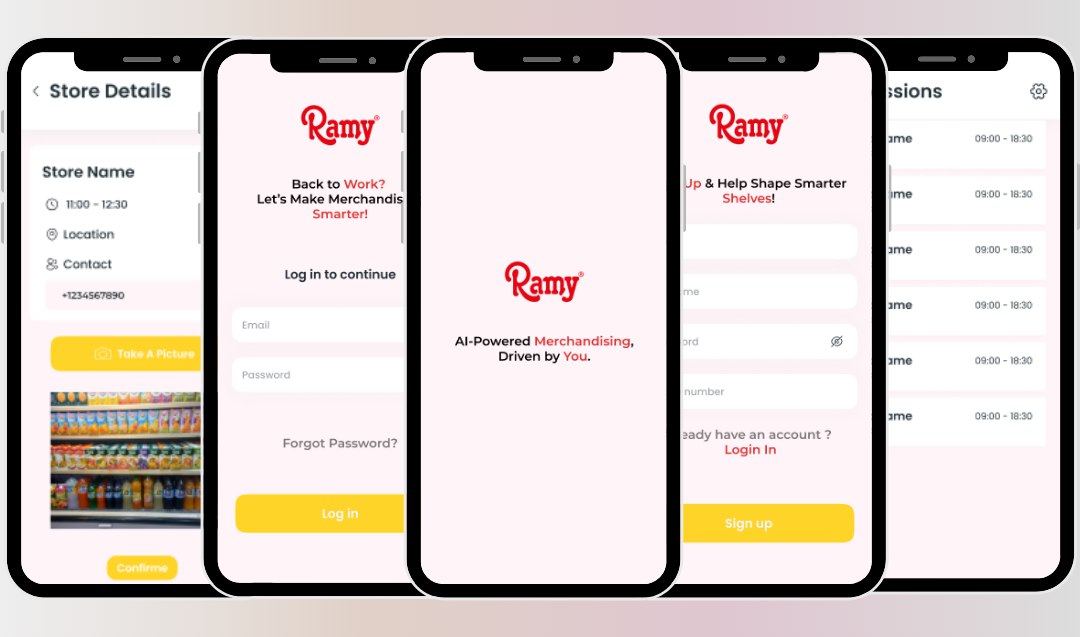 Store Details
Store Name
11:00 - 12:30
Location
Contact
+1234567890
Take A Picture
Confirme
Ramy®
Back to Work?
Let's Make Merchandis
Smarter!
Log in to continue
Email
Password
Forgot Password?
Log in
Ramy®
AI-Powered Merchandising,
Driven by You.
Ramy®
Up & Help Shape Smarter
Shelves!
me
ord
number
eady have an account ?
Login In
Sign up
ssions
ame 09:00 - 18:30
ame 09:00 - 18:30
ame 09:00 - 18:30
ame 09:00 - 18:30
ame 09:00 - 18:30
ame 09:00 - 18:30